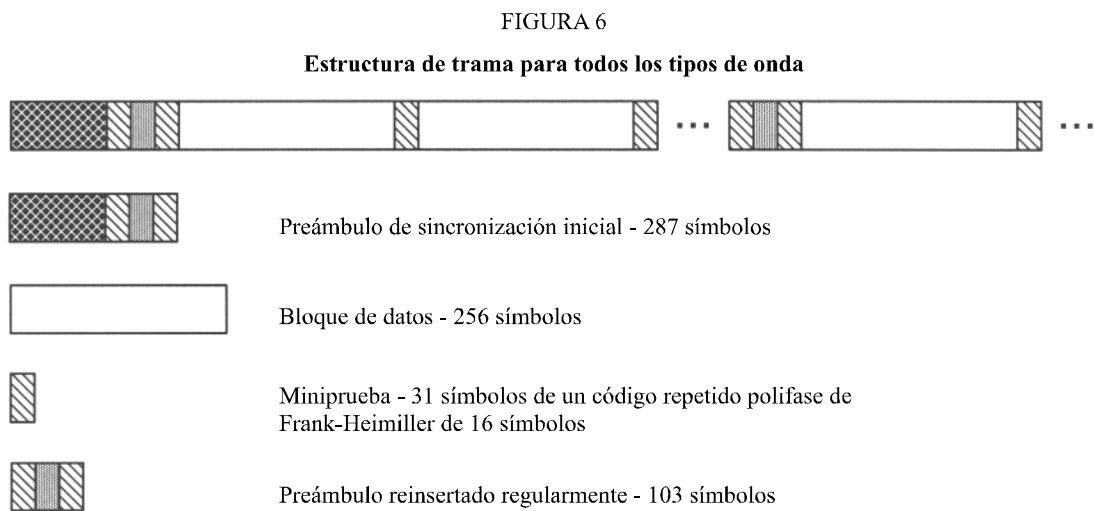 FIGURA 6
Estructura de trama para todos los tipos de onda
Preámbulo de sincronización inicial - 287 símbolos
Bloque de datos - 256 símbolos
Miniprueba - 31 símbolos de un código repetido polifase de
Frank-Heimiller de 16 símbolos
Preámbulo reinsertado regularmente - 103 símbolos